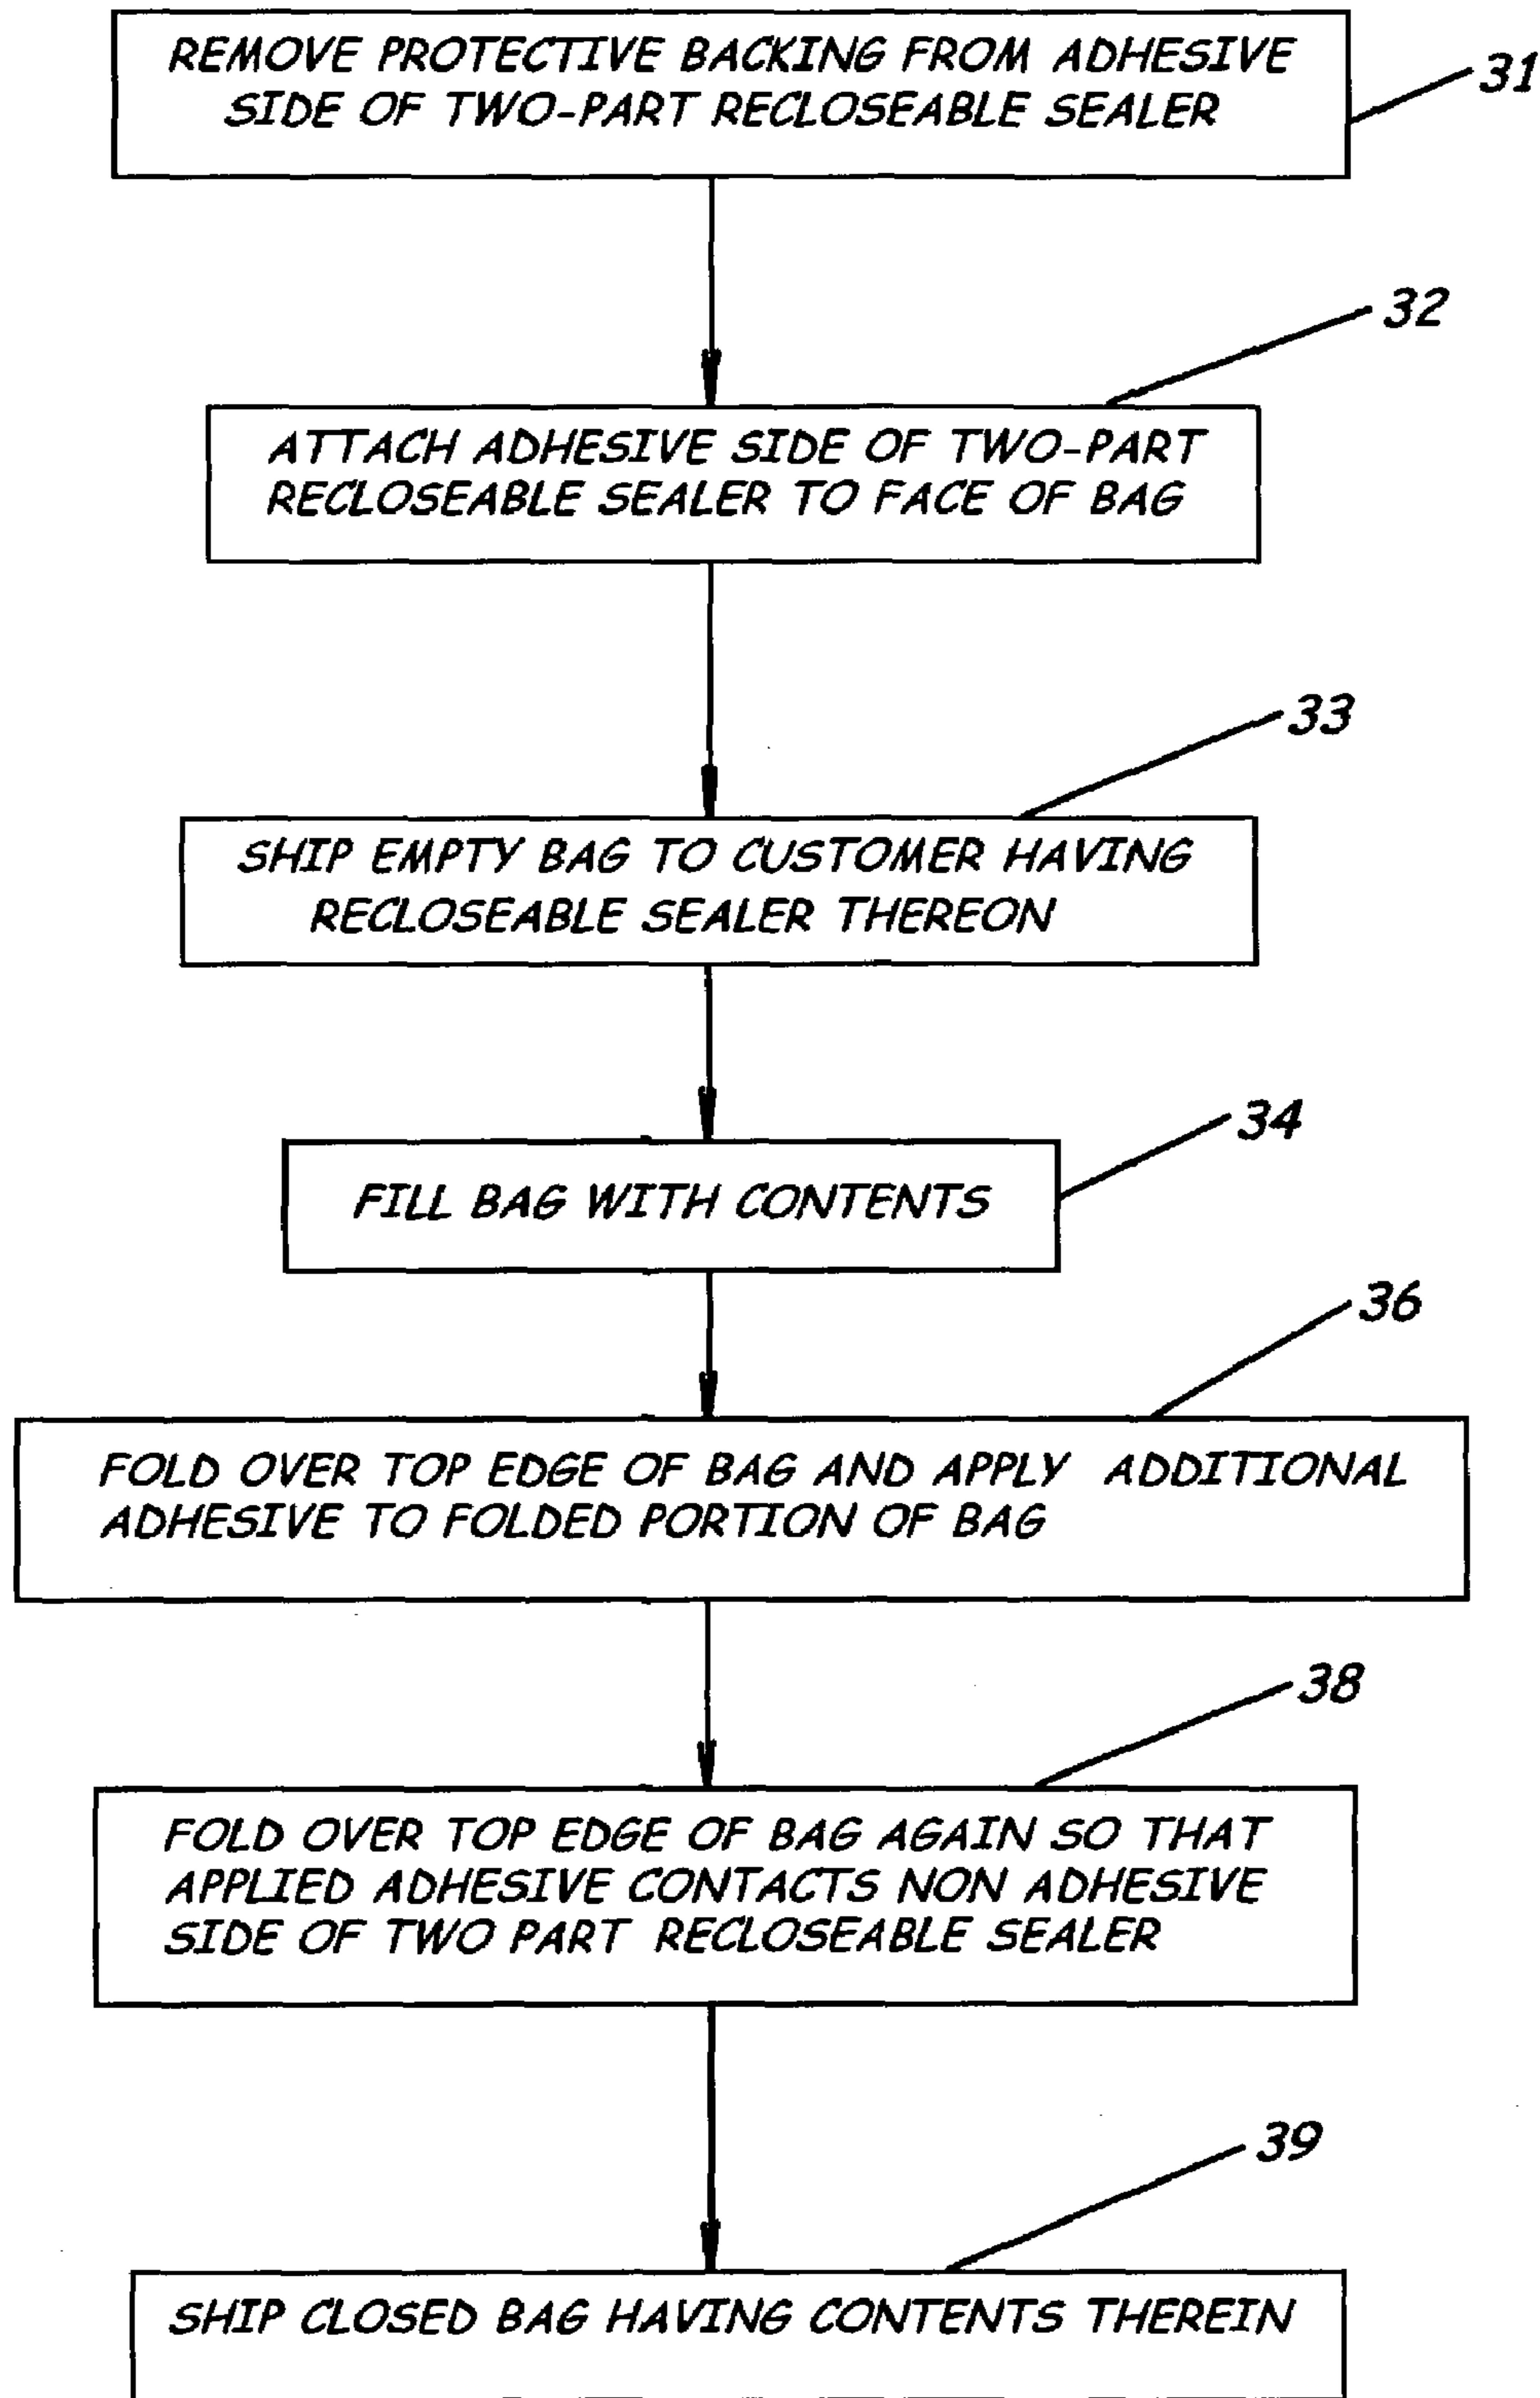 REMOVE PROTECTIVE BACKING FROM ADHESIVE
SIDE OF TWO-PART RECLOSEABLE SEALER
31
32
ATTACH ADHESIVE SIDE OF TWO-PART
RECLOSEABLE SEALER TO FACE OF BAG
33
SHIP EMPTY BAG TO CUSTOMER HAVING
RECLOSEABLE SEALER THEREON
34
FILL BAG WITH CONTENTS
36
FOLD OVER TOP EDGE OF BAG AND APPLY ADDITIONAL
ADHESIVE TO FOLDED PORTION OF BAG
38
FOLD OVER TOP EDGE OF BAG AGAIN SO THAT
APPLIED ADHESIVE CONTACTS NON ADHESIVE
SIDE OF TWO PART RECLOSEABLE SEALER
39
SHIP CLOSED BAG HAVING CONTENTS THEREIN